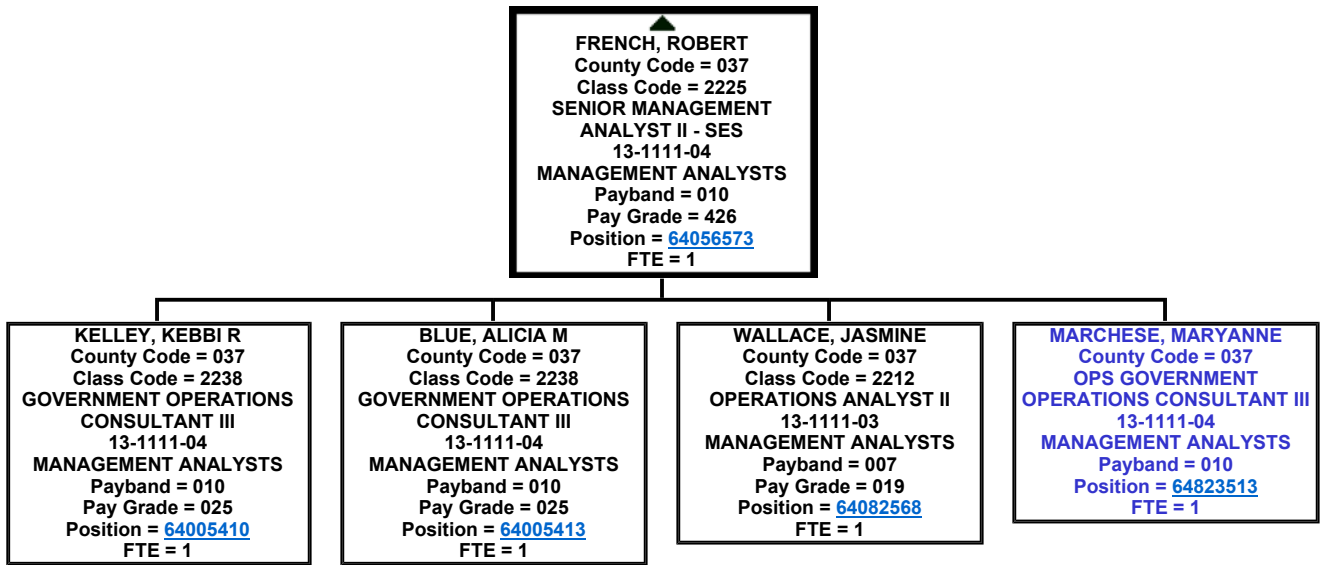 FRENCH, ROBERT
County Code = 037
Class Code = 2225
SENIOR MANAGEMENT
ANALYST II - SES
13-1111-04
MANAGEMENT ANALYSTS
Payband = 010
Pay Grade = 426
Position = 64056573
FTE = 1
KELLEY, KEBBI R
County Code = 037
Class Code = 2238
GOVERNMENT OPERATIONS
CONSULTANT III
13-1111-04
MANAGEMENT ANALYSTS
Payband = 010
Pay Grade = 025
Position = 64005410
FTE = 1
BLUE, ALICIA M
County Code = 037
Class Code = 2238
GOVERNMENT OPERATIONS
CONSULTANT III
13-1111-04
MANAGEMENT ANALYSTS
Payband = 010
Pay Grade = 025
Position = 64005413
FTE = 1
WALLACE, JASMINE
County Code = 037
Class Code = 2212
OPERATIONS ANALYST II
13-1111-03
MANAGEMENT ANALYSTS
Payband = 007
Pay Grade = 019
Position = 64082568
FTE = 1
MARCHESE, MARYANNE
County Code = 037
OPS GOVERNMENT
OPERATIONS CONSULTANT III
13-1111-04
MANAGEMENT ANALYSTS
Payband = 010
Position = 64823513
FTE = 1